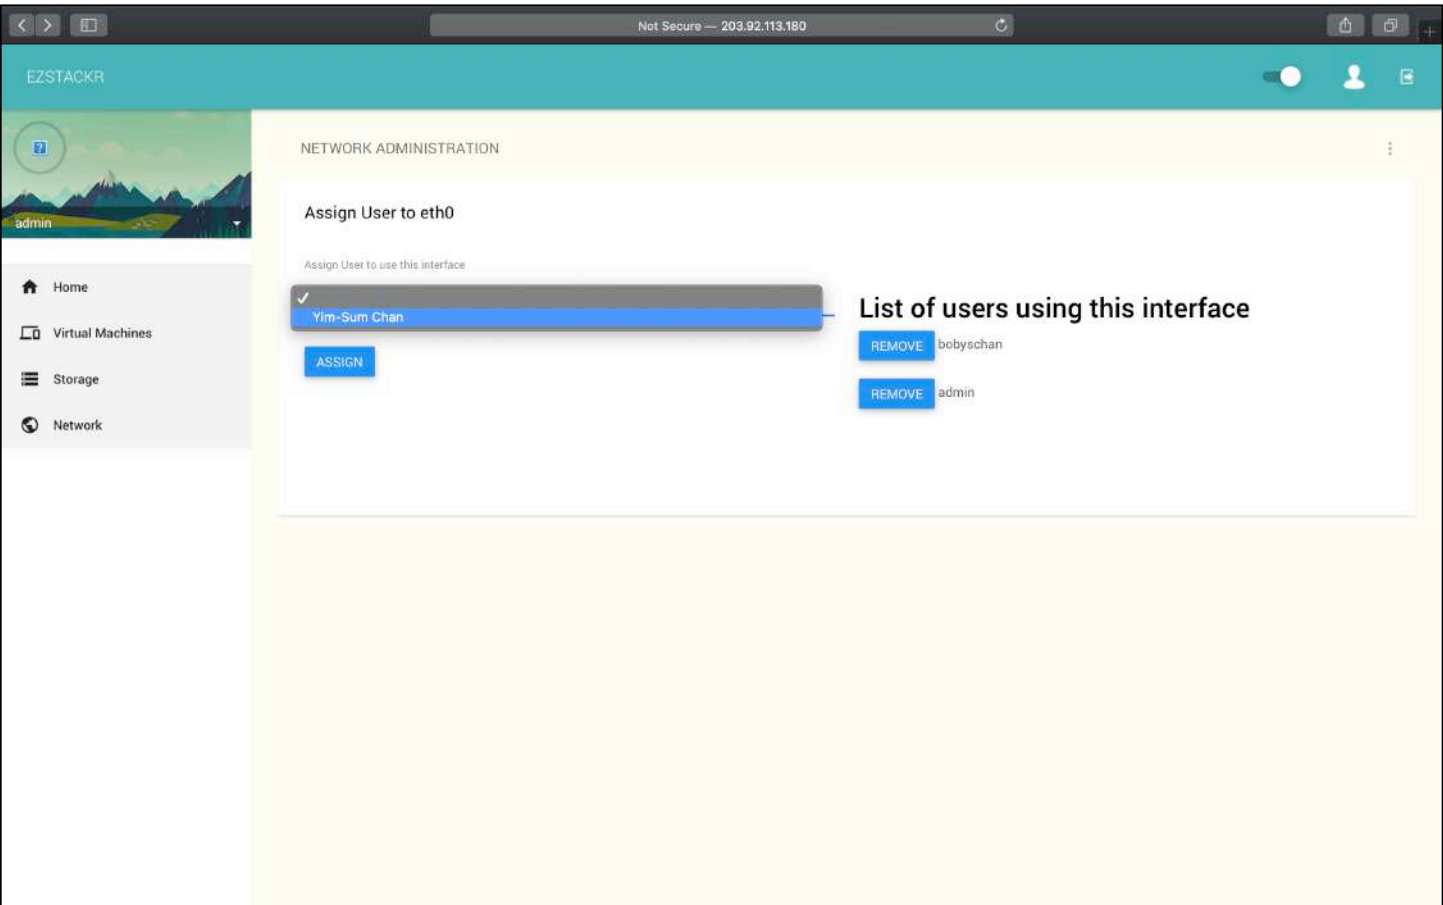 Not Secure — 203.92.113.180
EZSTACKR
admin
Home
Virtual Machines
Storage
Network
NETWORK ADMINISTRATION
Assign User to eth0
Assign User to use this interface
Yim-Sum Chan
ASSIGN
List of users using this interface
REMOVE bobyschan
REMOVE admin